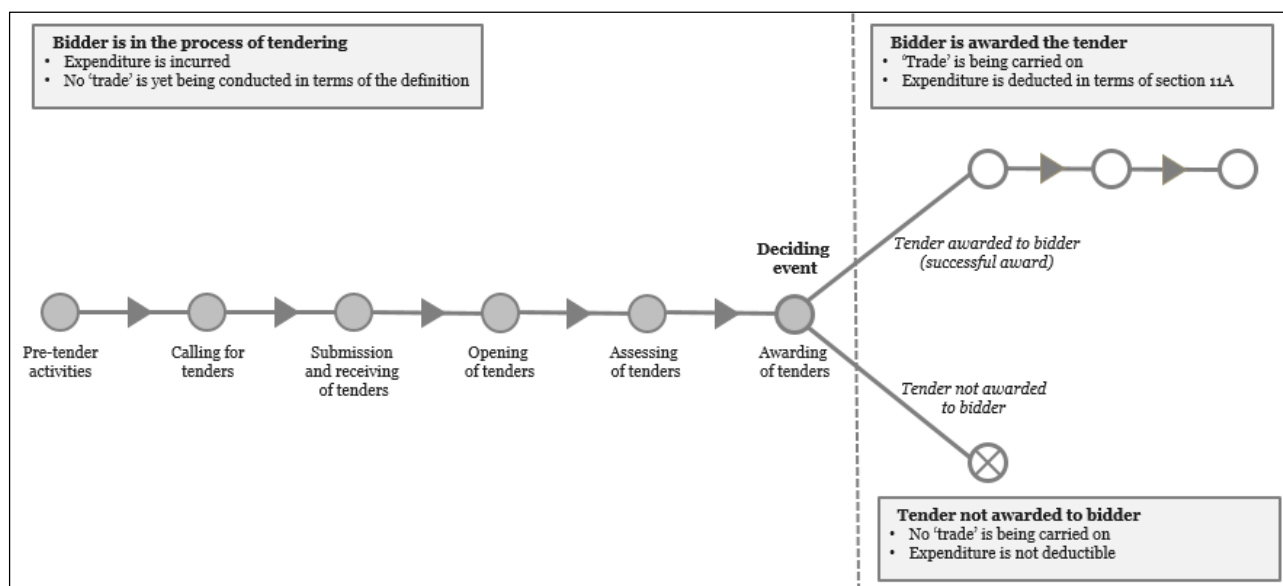 Bidder is in the process of tendering
• Expenditure is incurred
• No ‘trade’ is yet being conducted in terms of the definition
Bidder is awarded the tender
• ‘Trade’ is being carried on
• Expenditure is deducted in terms of section 11A
Deciding
event
Tender awarded to bidder
(successful award)
Pre-tender
activities
Calling for
tenders
Submission
and receiving
of tenders
Opening
of tenders
Assessing
of tenders
Awarding
of tenders
Tender not awarded
to bidder
Tender not awarded to bidder
• No ‘trade’ is being carried on
• Expenditure is not deductible